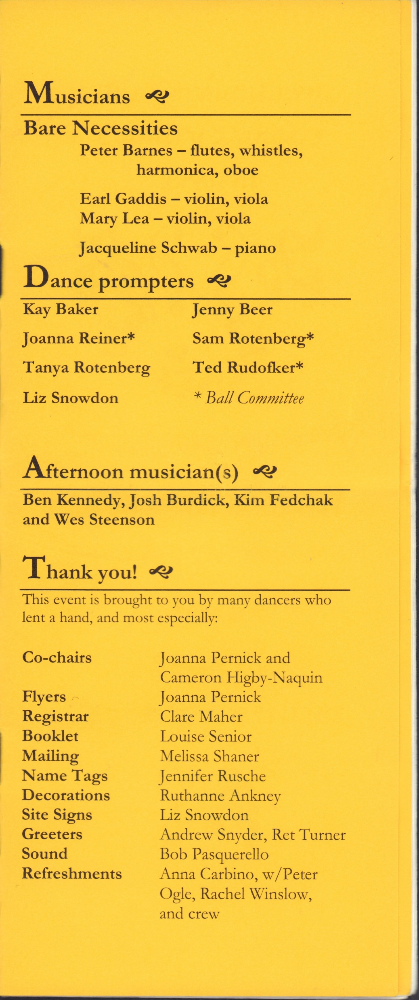 Musicians
Bare Necessities
Peter Barnes – flutes, whistles,
harmonica, oboe
Earl Gaddis – violin, viola
Mary Lea – violin, viola
Jacqueline Schwab – piano
Dance prompters
Kay Baker Jenny Beer
Joanna Reiner* Sam Rotenberg*
Tanya Rotenberg Ted Rudofker*
Liz Snowdon * Ball Committee
Afternoon musician(s)
Ben Kennedy, Josh Burdick, Kim Fedchak
and Wes Steenson
Thank you!
This event is brought to you by many dancers who
lent a hand, and most especially:
Co-chairs Joanna Pernick and
Cameron Higby-Naquin
Flyers Joanna Pernick
Registrar Clare Maher
Booklet Louise Senior
Mailing Melissa Shaner
Name Tags Jennifer Rusche
Decorations Ruthanne Ankney
Site Signs Liz Snowdon
Greeters Andrew Snyder, Ret Turner
Sound Bob Pasquerello
Refreshments Anna Carbino, w/Peter
Ogle, Rachel Winslow,
and crew